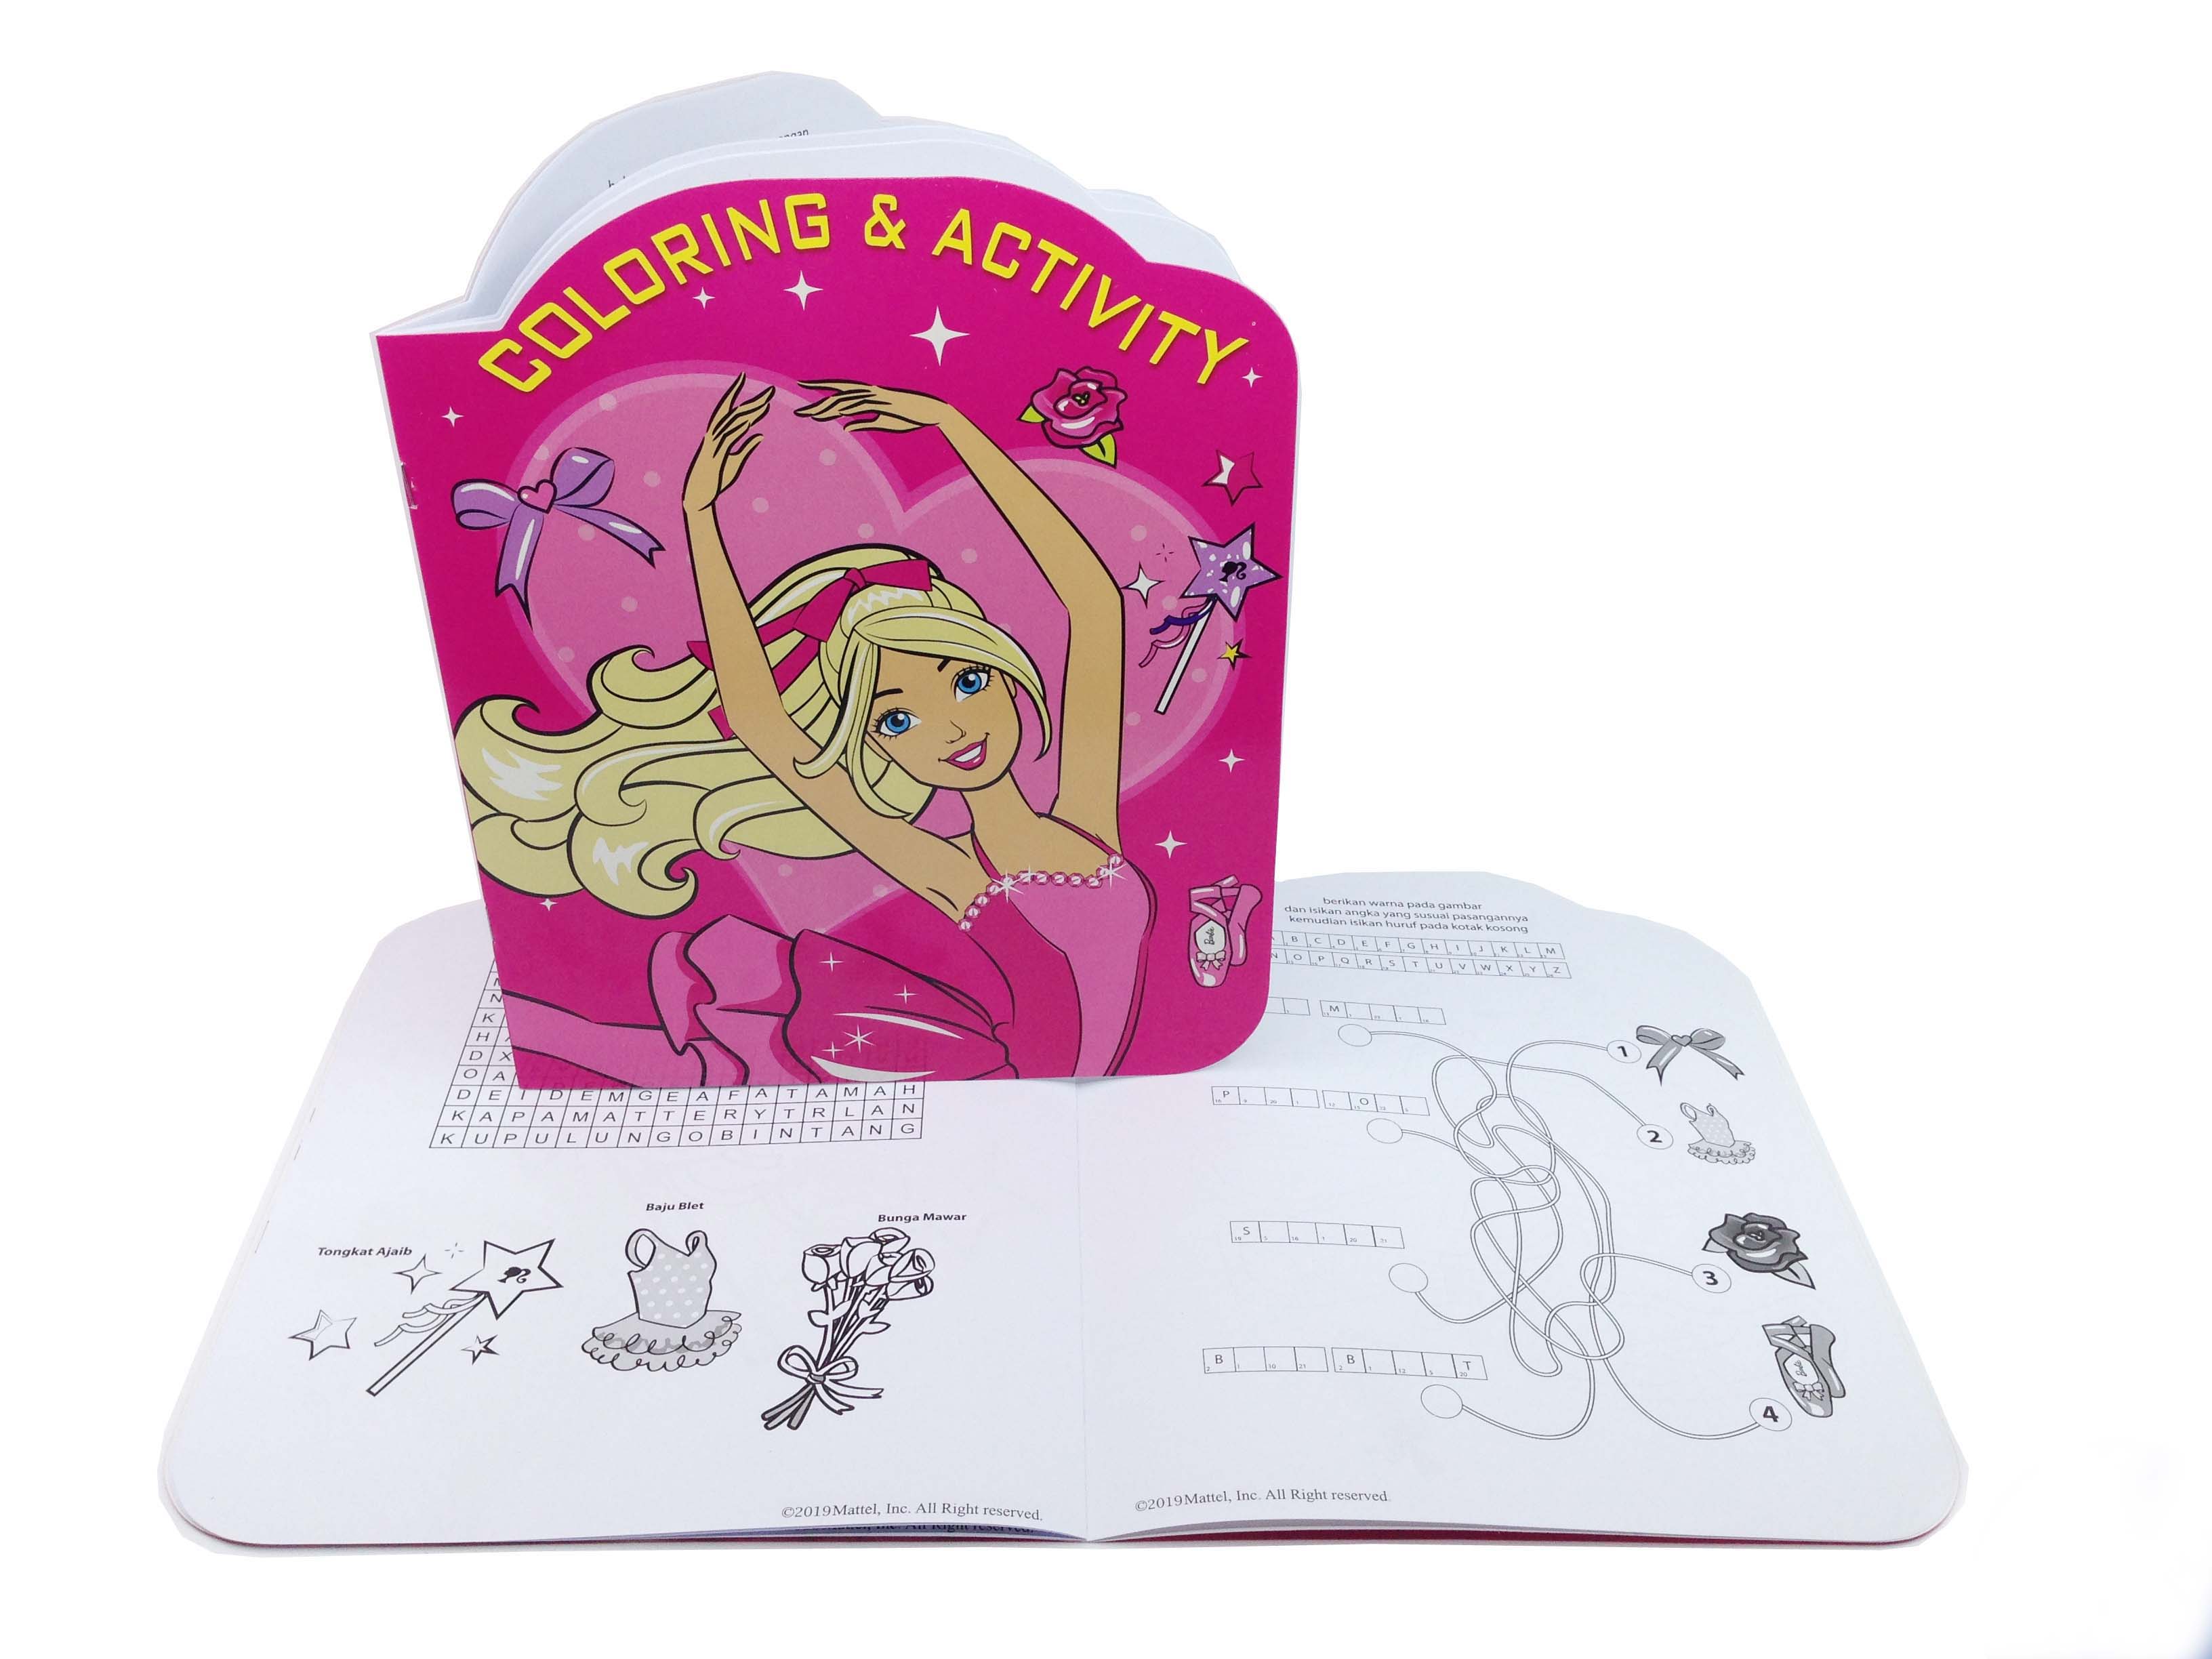 COLORING & ACTIVITY
Barbie
N
K
H
D X
O A
D E I D E M G E A F A T A M A H
K A P A M A T T E R Y T R L A N
K U P U L U N G O B I N T A N G
Tongkat Ajaib
Baju Blet
Bunga Mawar
©2019Mattel, Inc. All Right reserved.
berikan warna pada gambar
dan isikan angka yang susuai pasangannya
kemudian isikan huruf pada kotak kosong
B C D E F G H I J K L M
N O P Q R S T U V W X Y Z
M
1
P O
2
S
3
B B T
4
Barbie
©2019Mattel, Inc. All Right reserved.